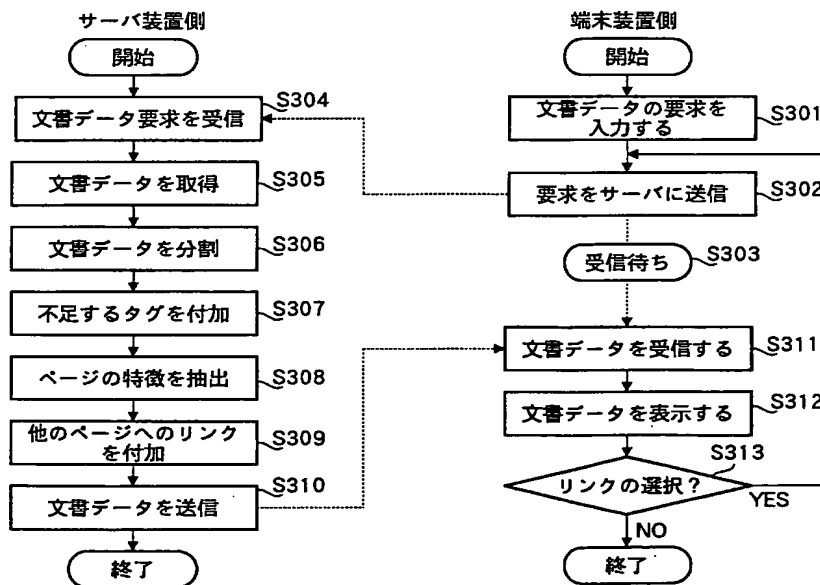 サーバ装置側
開始
文書データ要求を受信
S304
文書データを取得
S305
文書データを分割
S306
不足するタグを付加
S307
ページの特徴を抽出
S308
他のページへのリンク
を付加
S309
文書データを送信
S310
終了
端末装置側
開始
文書データの要求を
入力する
S301
要求をサーバに送信
S302
受信待ち
S303
文書データを受信する
S311
文書データを表示する
S312
リンクの選択?
S313
YES
NO
終了